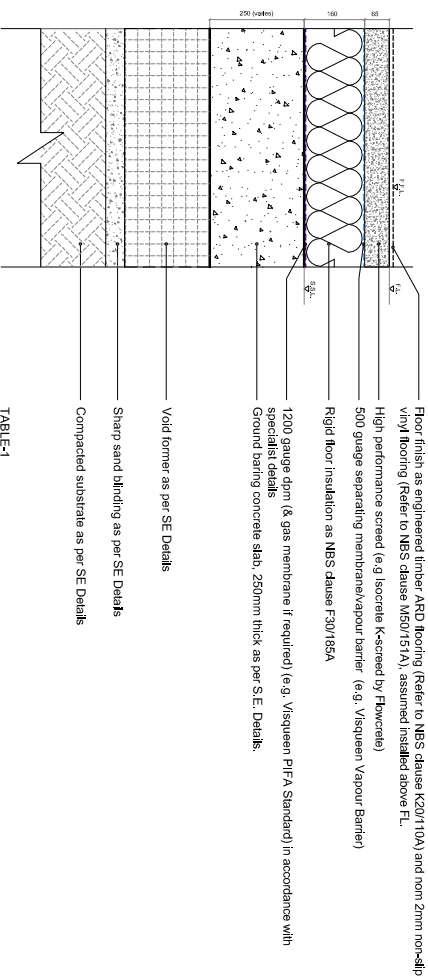 250 (varies)
160
65
F.F.L.
F.L.
S.S.L.
Floor finish as engineered timber ARD flooring (Refer to NBS clause K20/110A) and nom 2mm non-slip
vinyl flooring (Refer to NBS clause M50/151A), assumed installed above FL.
High performance screed (e.g Isocrete K-screed by Flowcrete)
500 guage separating membrane/vapour barrier (e.g. Visqueen Vapour Barrier)
Rigid floor insulation as NBS clause F30/185A
1200 gauge dpm (& gas membrane if required) (e.g. Visqueen PIFA Standard) in accordance with
specialist details
Ground baring concrete slab, 250mm thick as per S.E. Details.
Void former as per SE Details
Sharp sand blinding as per SE Details
Compacted substrate as per SE Details
TABLE-1